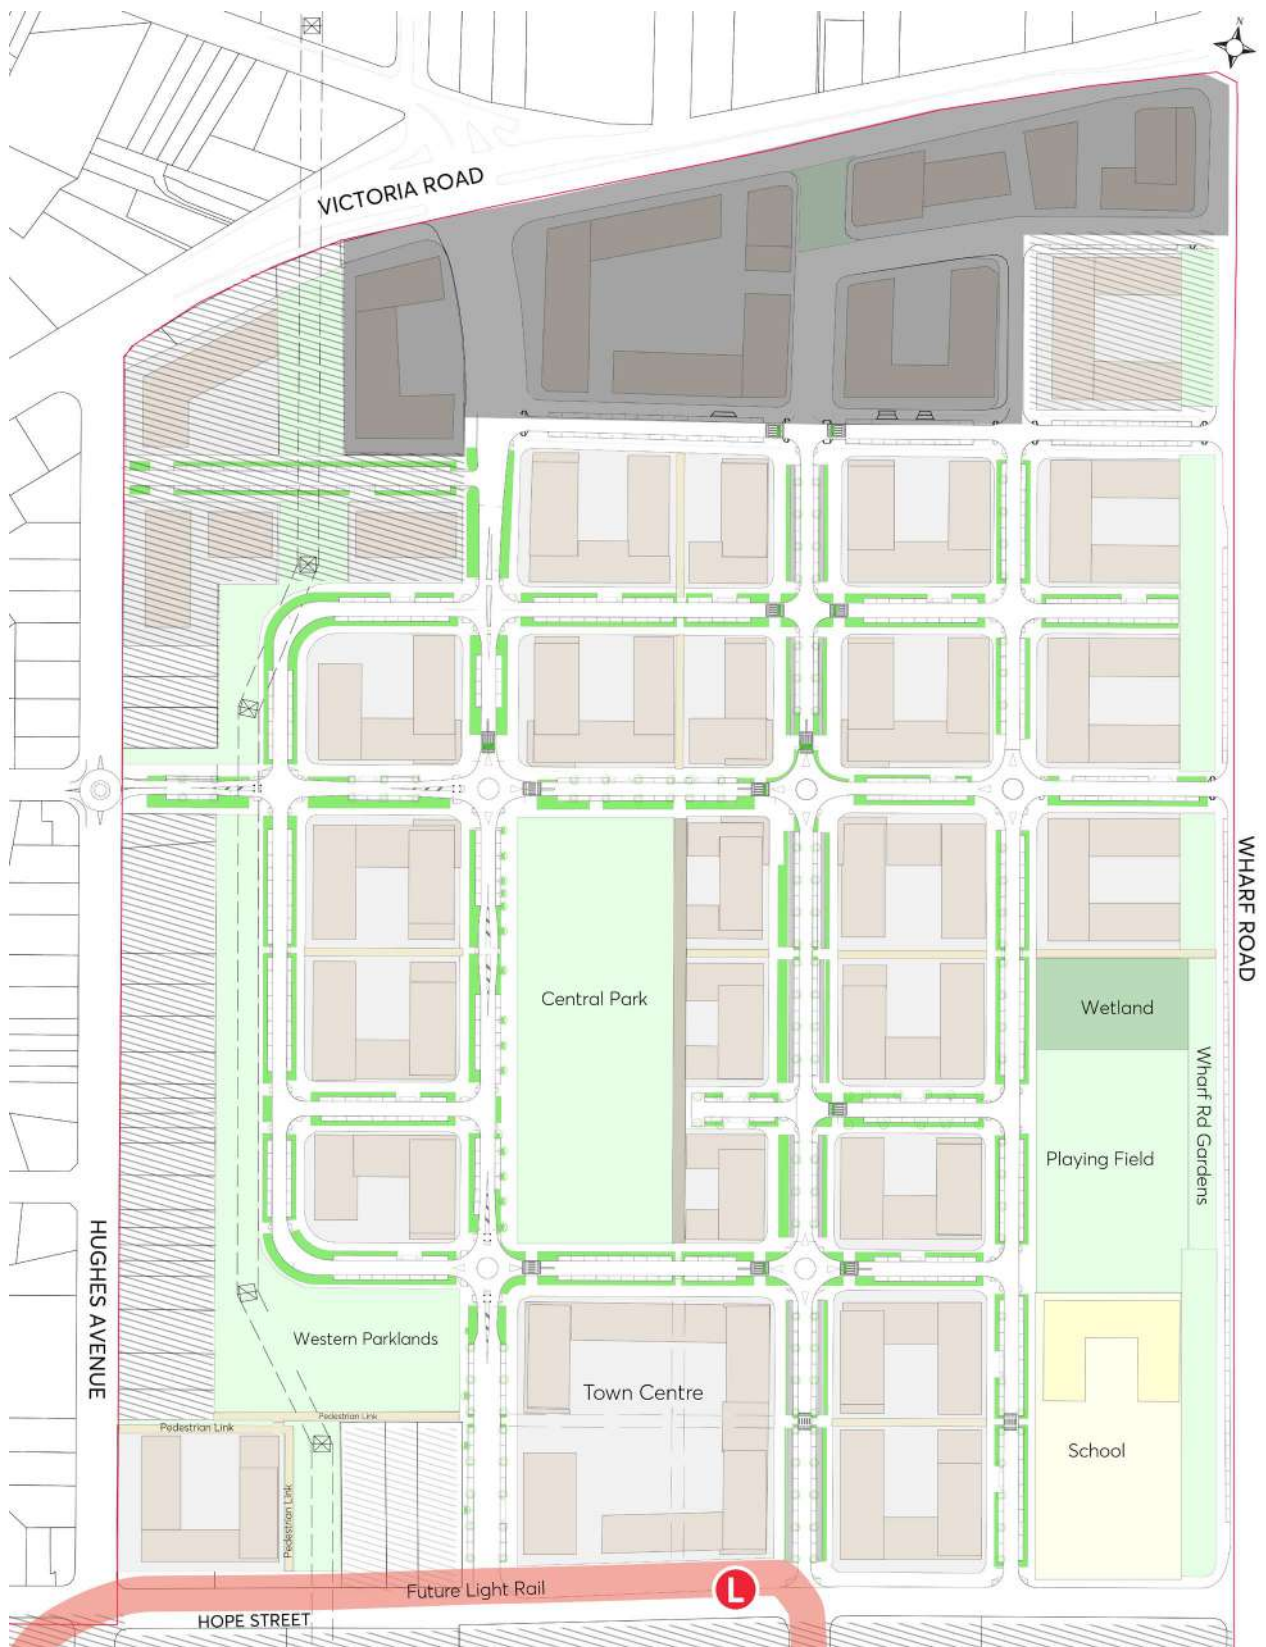 N
VICTORIA ROAD
WHARF ROAD
Central Park
Wetland
Wharf Rd Gardens
Playing Field
HUGHES AVENUE
Western Parklands
Town Centre
Pedestrian Link
Pedestrian Link
School
Pedestrian Link
Future Light Rail
L
HOPE STREET